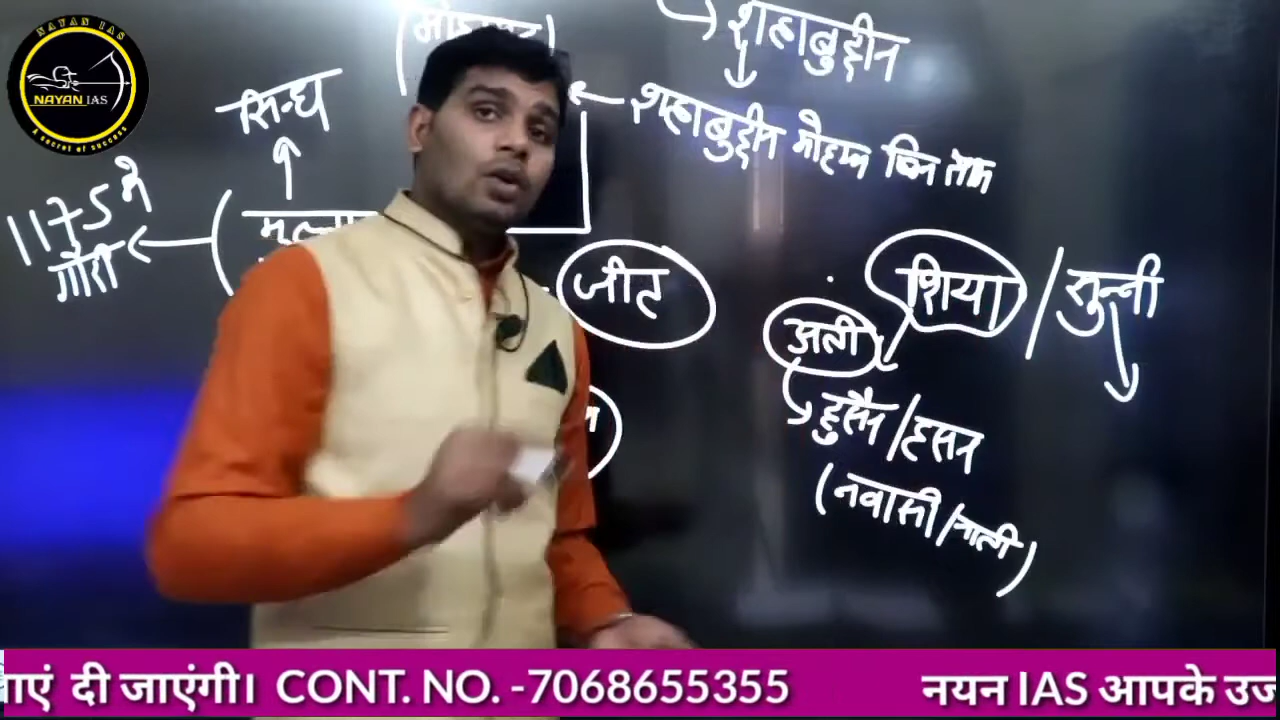 NAYAN IAS
NAYAN IAS
A secret of success
शहाबुद्दीन
सिन्ध
शहाबुद्दीन मोहम्मद बिन साम
1175 में
गौरी
शिया / सुन्नी
जीत
अली
हुसैन / हसन
(नवासी / नाती)
ाएं दी जाएंगी। CONT. NO. -7068655355 नयन IAS आपके उज